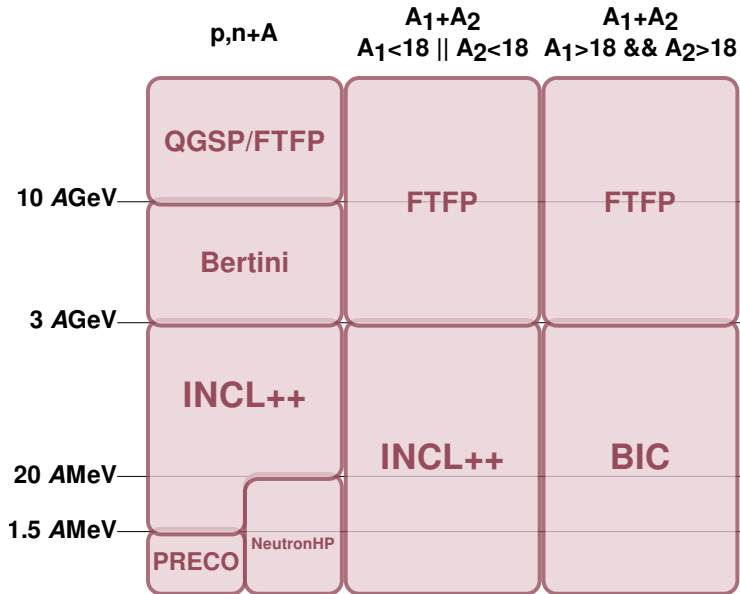 p,n+A
A1+A2
A1<18 || A2<18
A1+A2
A1>18 && A2>18
QGSP/FTFP
10 AGeV
FTFP
FTFP
Bertini
3 AGeV
INCL++
INCL++
BIC
20 AMeV
1.5 AMeV
NeutronHP
PRECO